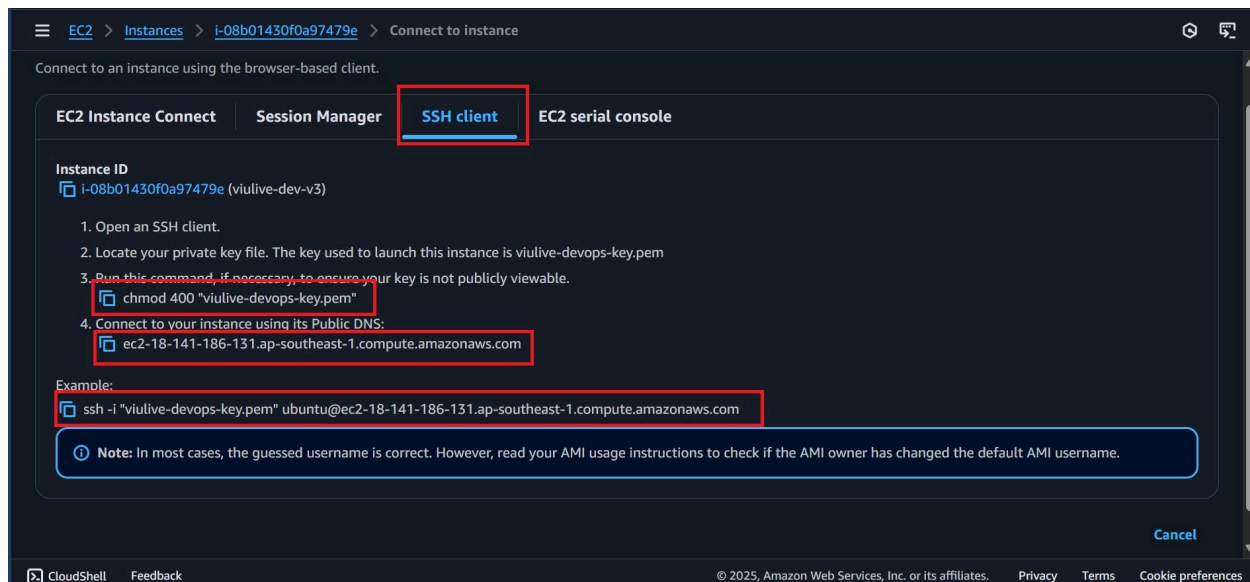 EC2 > Instances > i-08b01430f0a97479e > Connect to instance
Connect to an instance using the browser-based client.
EC2 Instance Connect Session Manager SSH client EC2 serial console
Instance ID
i-08b01430f0a97479e (viulive-dev-v3)
1. Open an SSH client.
2. Locate your private key file. The key used to launch this instance is viulive-devops-key.pem
3. Run this command, if necessary, to ensure your key is not publicly viewable.
chmod 400 "viulive-devops-key.pem"
4. Connect to your instance using its Public DNS:
ec2-18-141-186-131.ap-southeast-1.compute.amazonaws.com
Example:
ssh -i "viulive-devops-key.pem" ubuntu@ec2-18-141-186-131.ap-southeast-1.compute.amazonaws.com
Note: In most cases, the guessed username is correct. However, read your AMI usage instructions to check if the AMI owner has changed the default AMI username.
Cancel
CloudShell Feedback © 2025, Amazon Web Services, Inc. or its affiliates. Privacy Terms Cookie preferences